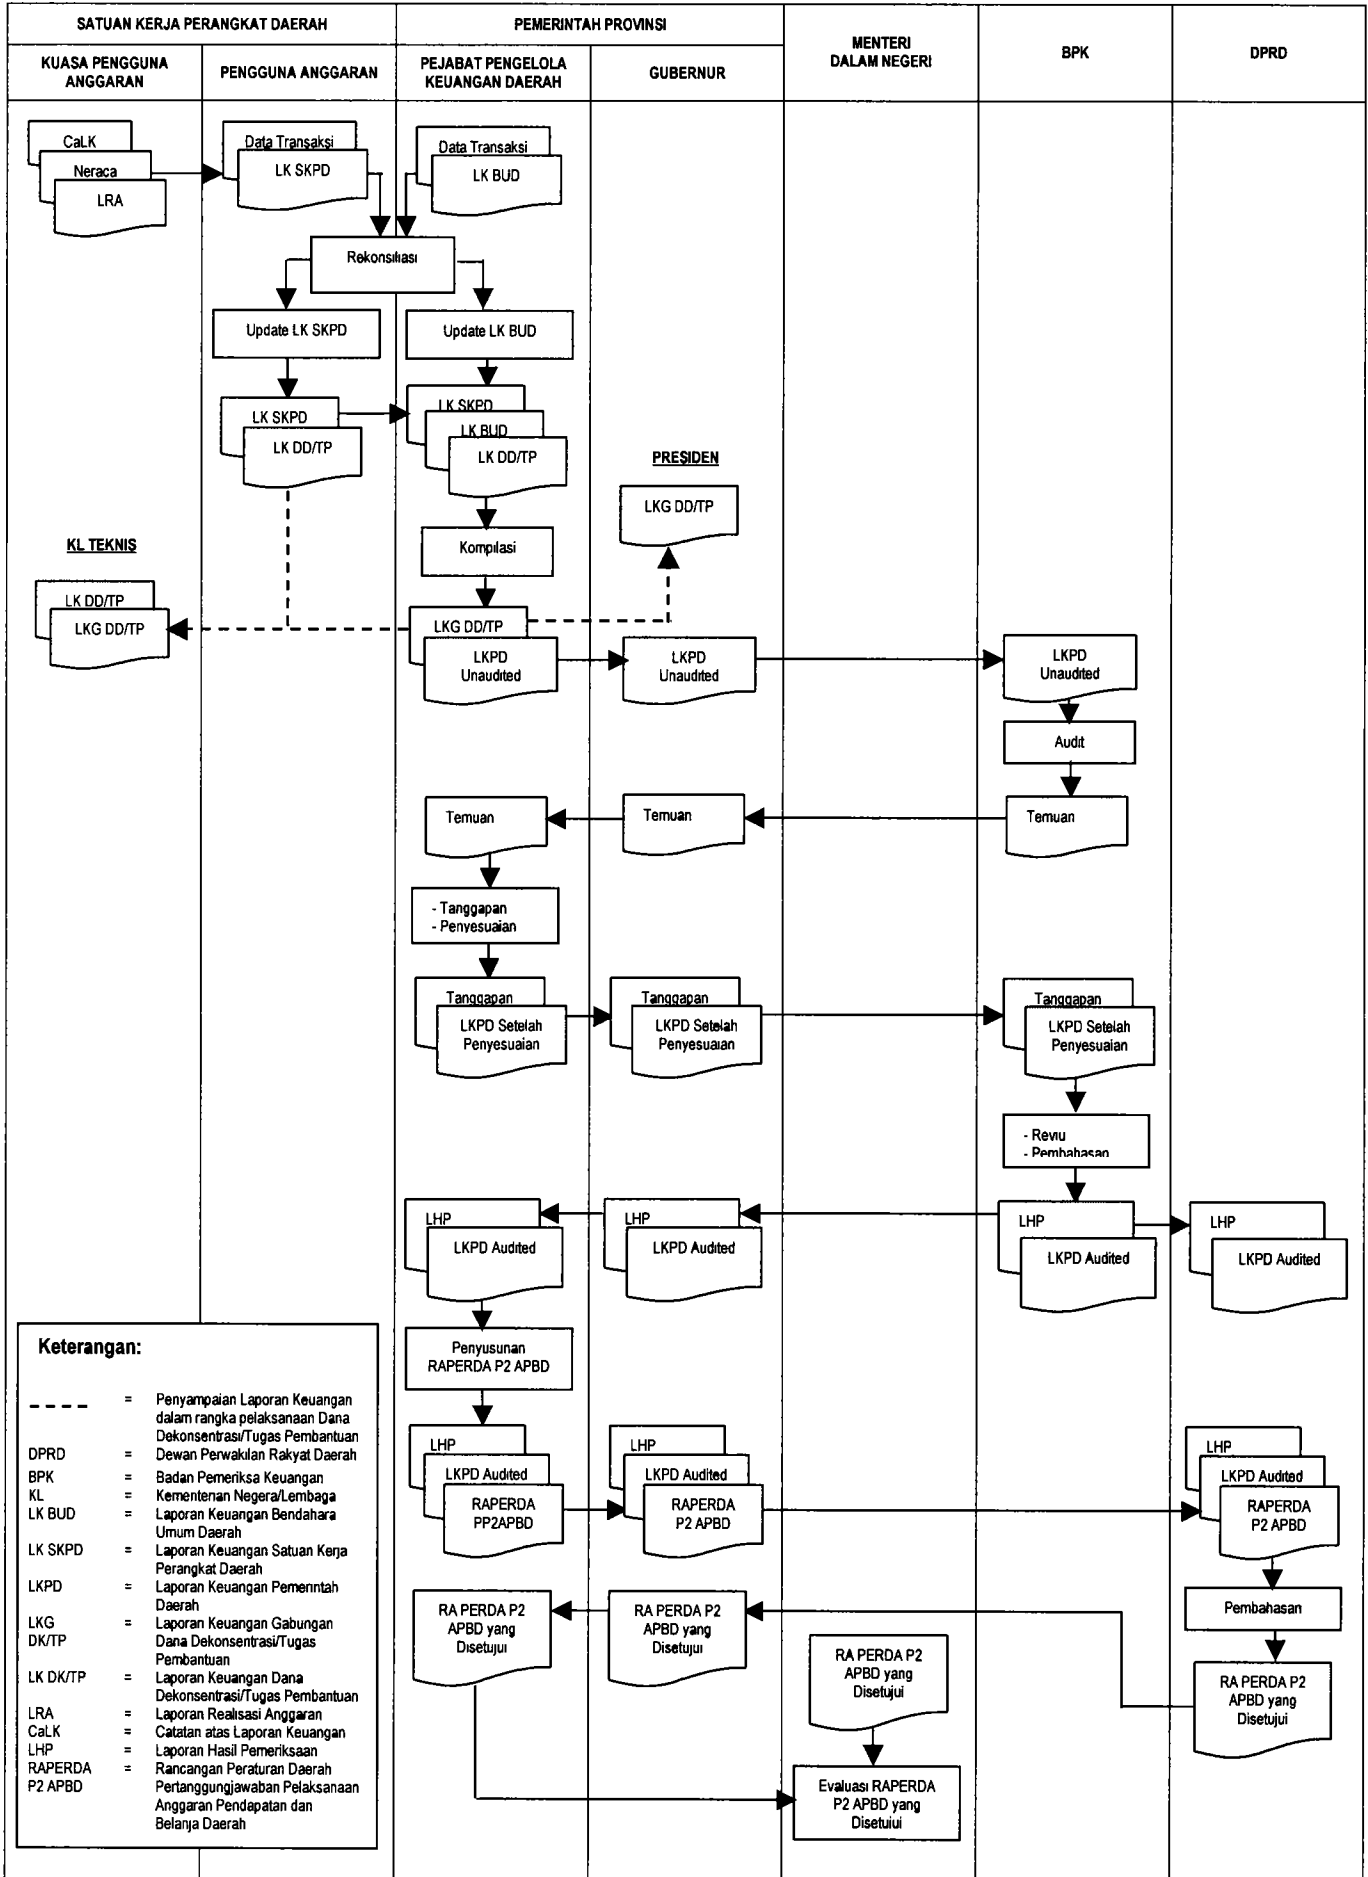 SATUAN KERJA PERANGKAT DAERAH
PEMERINTAH PROVINSI
MENTERI
DALAM NEGERI
BPK
DPRD
KUASA PENGGUNA
ANGGARAN
PENGGUNA ANGGARAN
PEJABAT PENGELOLA
KEUANGAN DAERAH
GUBERNUR
CaLK
Neraca
LRA
Data Transaksi
LK SKPD
Data Transaksi
LK BUD
Rekonsiliasi
Update LK SKPD
Update LK BUD
LK SKPD
LK DD/TP
LK SKPD
LK BUD
LK DD/TP
PRESIDEN
LKG DD/TP
KL TEKNIS
LK DD/TP
LKG DD/TP
Kompilasi
LKG DD/TP
LKPD
Unaudited
LKPD
Unaudited
LKPD
Unaudited
Audit
Temuan
Temuan
Temuan
- Tanggapan
- Penyesuaian
Tanggapan
LKPD Setelah
Penyesuaian
Tanggapan
LKPD Setelah
Penyesuaian
Tanggapan
LKPD Setelah
Penyesuaian
- Reviu
- Pembahasan
LHP
LKPD Audited
LHP
LKPD Audited
LHP
LKPD Audited
LHP
LKPD Audited
Penyusunan
RAPERDA P2 APBD
LHP
LKPD Audited
RAPERDA
PP2APBD
LHP
LKPD Audited
RAPERDA
P2 APBD
LHP
LKPD Audited
RAPERDA
P2 APBD
Pembahasan
RA PERDA P2
APBD yang
Disetujui
RA PERDA P2
APBD yang
Disetujui
RA PERDA P2
APBD yang
Disetujui
RA PERDA P2
APBD yang
Disetujui
Evaluasi RAPERDA
P2 APBD yang
Disetujui
Keterangan:
---- = Penyampaian Laporan Keuangan
dalam rangka pelaksanaan Dana
Dekonsentrasi/Tugas Pembantuan
DPRD = Dewan Perwakilan Rakyat Daerah
BPK = Badan Pemeriksa Keuangan
KL = Kementerian Negera/Lembaga
LK BUD = Laporan Keuangan Bendahara
Umum Daerah
LK SKPD = Laporan Keuangan Satuan Kerja
Perangkat Daerah
LKPD = Laporan Keuangan Pemerintah
Daerah
LKG = Laporan Keuangan Gabungan
DK/TP Dana Dekonsentrasi/Tugas
Pembantuan
LK DK/TP = Laporan Keuangan Dana
Dekonsentrasi/Tugas Pembantuan
LRA = Laporan Realisasi Anggaran
CaLK = Catatan atas Laporan Keuangan
LHP = Laporan Hasil Pemeriksaan
RAPERDA = Rancangan Peraturan Daerah
P2 APBD Pertanggungjawaban Pelaksanaan
Anggaran Pendapatan dan
Belanja Daerah